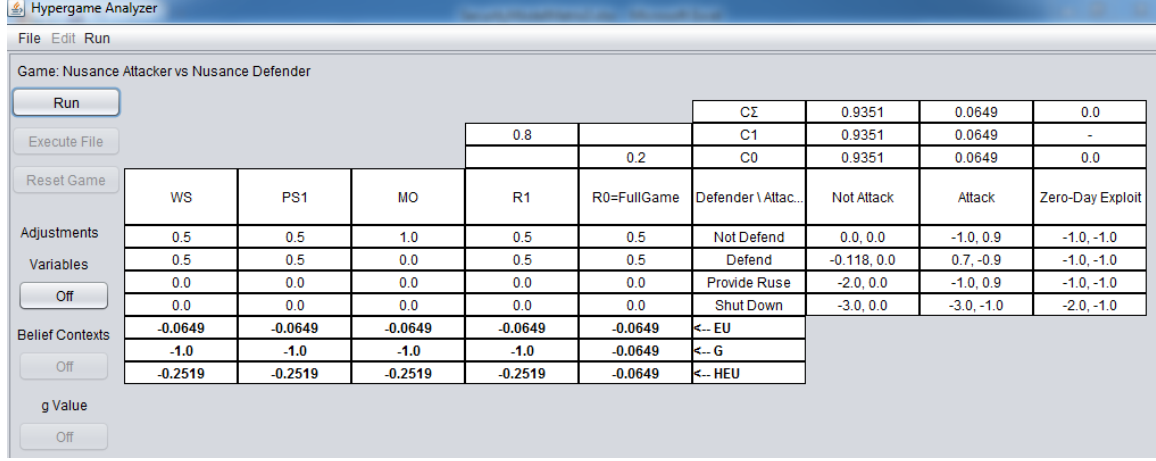 Hypergame Analyzer
File Edit Run
Game: Nusance Attacker vs Nusance Defender
Run
CΣ 0.9351 0.0649 0.0
Execute File
0.8 C1 0.9351 0.0649 -
0.2 C0 0.9351 0.0649 0.0
Reset Game
WS PS1 MO R1 R0=FullGame Defender \ Attac... Not Attack Attack Zero-Day Exploit
Adjustments
0.5 0.5 1.0 0.5 0.5 Not Defend 0.0, 0.0 -1.0, 0.9 -1.0, -1.0
Variables
0.5 0.5 0.0 0.5 0.5 Defend -0.118, 0.0 0.7, -0.9 -1.0, -1.0
0.0 0.0 0.0 0.0 0.0 Provide Ruse -2.0, 0.0 -1.0, 0.9 -1.0, -1.0
Off
0.0 0.0 0.0 0.0 0.0 Shut Down -3.0, 0.0 -3.0, -1.0 -2.0, -1.0
-0.0649 -0.0649 -0.0649 -0.0649 -0.0649 <-- EU
Belief Contexts
-1.0 -1.0 -1.0 -1.0 -0.0649 <-- G
Off
-0.2519 -0.2519 -0.2519 -0.2519 -0.0649 <-- HEU
g Value
Off